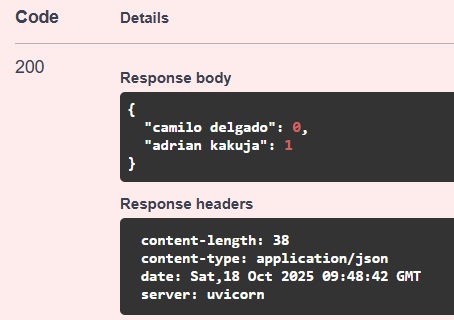 Code Details
200
Response body
{
  "camilo delgado": 0,
  "adrian kakuja": 1
}
Response headers
content-length: 38
content-type: application/json
date: Sat,18 Oct 2025 09:48:42 GMT
server: uvicorn